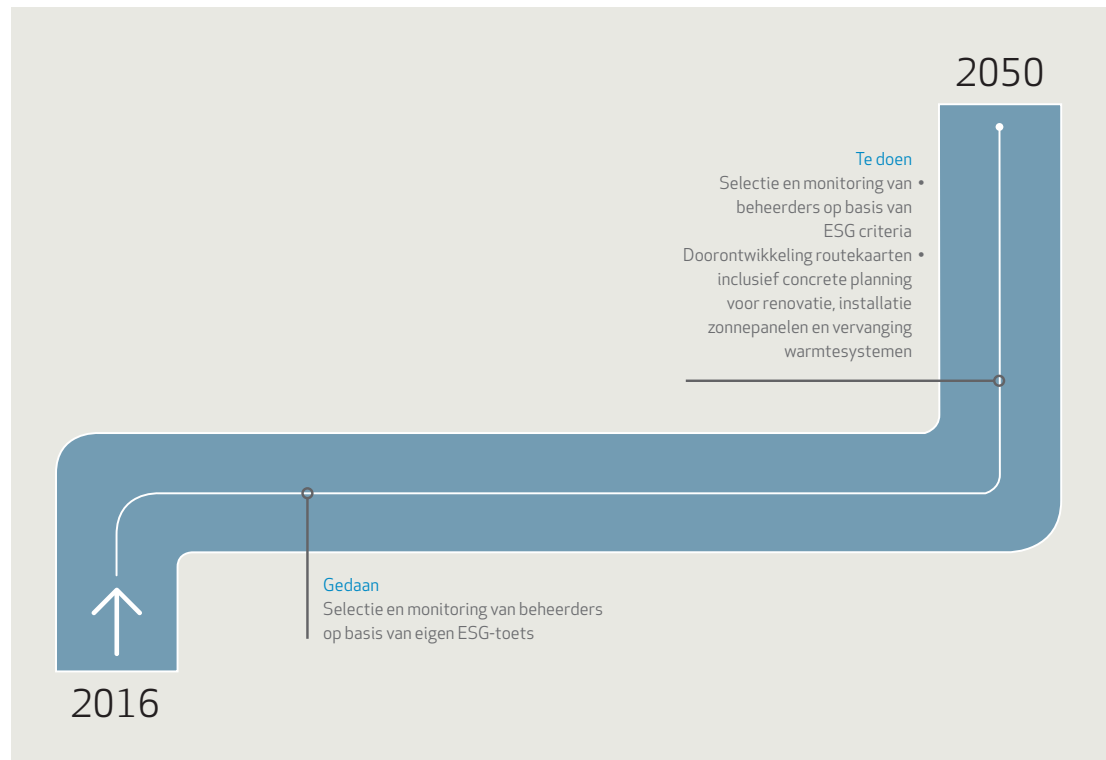 2050
Te doen
Selectie en monitoring van •
beheerders op basis van
ESG criteria
Doorontwikkeling routekaarten •
inclusief concrete planning
voor renovatie, installatie
zonnepanelen en vervanging
warmtesystemen
Gedaan
Selectie en monitoring van beheerders
op basis van eigen ESG-toets
2016